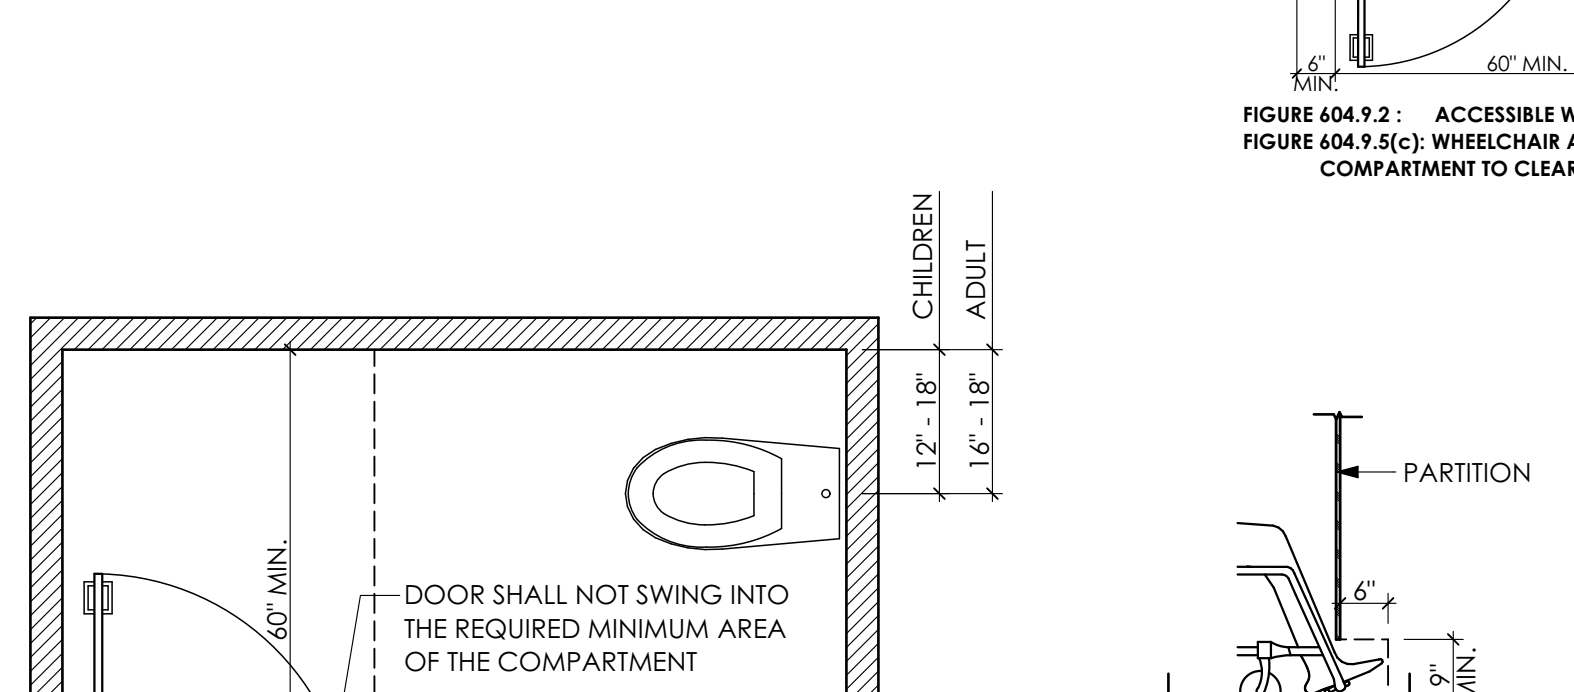 6"
MIN.
60" MIN.
FIGURE 604.9.2 : ACCESSIBLE W
FIGURE 604.9.5(c): WHEELCHAIR A
COMPARTMENT TO CLEAR
CHILDREN
ADULT
12" - 18"
16" - 18"
60" MIN.
DOOR SHALL NOT SWING INTO
THE REQUIRED MINIMUM AREA
OF THE COMPARTMENT
PARTITION
6"
9"
MIN.